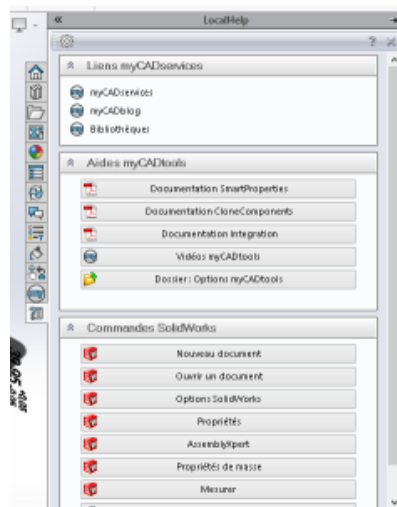 LocalHelp
Liens myCADservices
myCADservices
myCADblog
Bibliothèques
Aides myCADtools
Documentation SmartProperties
Documentation CloneComponents
Documentation Integration
Vidéos myCADtools
Dossier : Options myCADtools
Commandes SolidWorks
Nouveau document
Ouvrir un document
Options SolidWorks
Propriétés
AssemblyXpert
Propriétés de masse
Mesurer